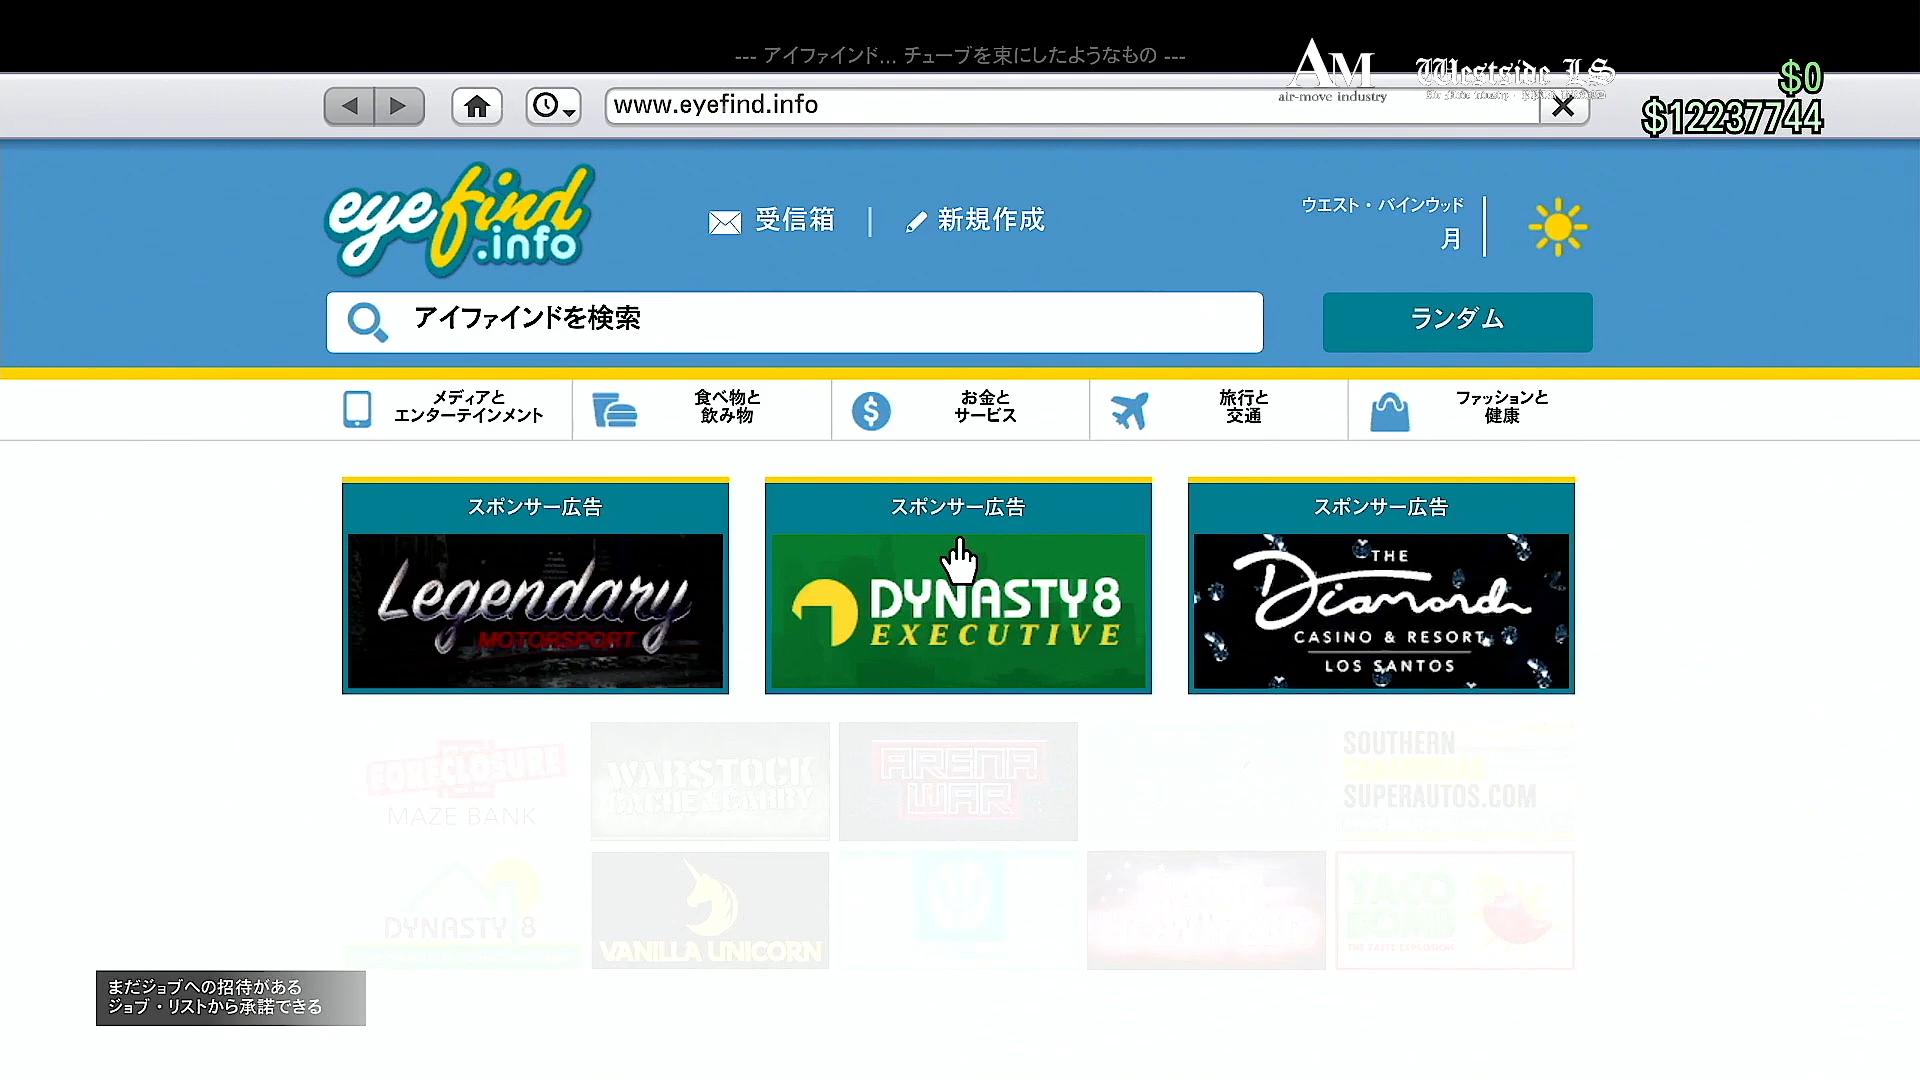 --- アイファインド... チューブを束にしたようなもの ---
AM
air-move industry
Westside LS
$0
$12237744
www.eyefind.info
eyefind
.info
受信箱
新規作成
ウエスト・バインウッド
月
アイファインドを検索
ランダム
メディアと
エンターテインメント
食べ物と
飲み物
お金と
サービス
旅行と
交通
ファッションと
健康
スポンサー広告
Legendary
MOTORSPORT
スポンサー広告
DYNASTY 8
EXECUTIVE
スポンサー広告
THE
Diamond
CASINO & RESORT
LOS SANTOS
FORECLOSURE
MAZE BANK
WARSTOCK
CACHE & CARRY
ARENA
WAR
SOUTHERN
SUPERAUTOS.COM
DYNASTY 8
VANILLA UNICORN
TACO
BOMB
THE TASTE EXPLOSION
まだジョブへの招待がある
ジョブ・リストから承諾できる